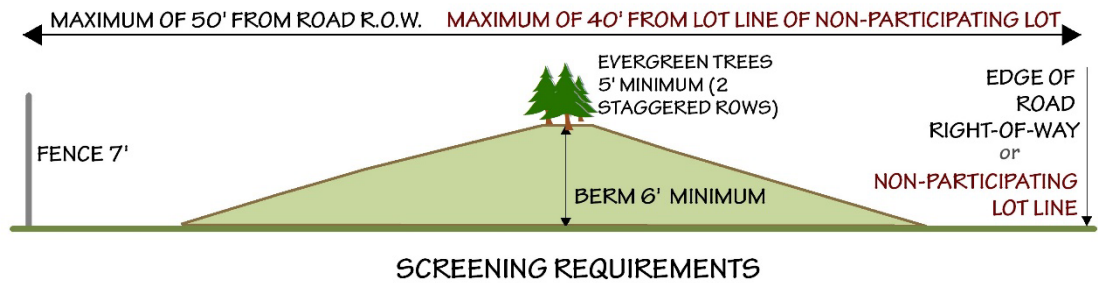 MAXIMUM OF 50' FROM ROAD R.O.W. MAXIMUM OF 40' FROM LOT LINE OF NON-PARTICIPATING LOT
EVERGREEN TREES
5' MINIMUM (2
STAGGERED ROWS)
EDGE OF
ROAD
RIGHT-OF-WAY
or
NON-PARTICIPATING
LOT LINE
FENCE 7'
BERM 6' MINIMUM
SCREENING REQUIREMENTS